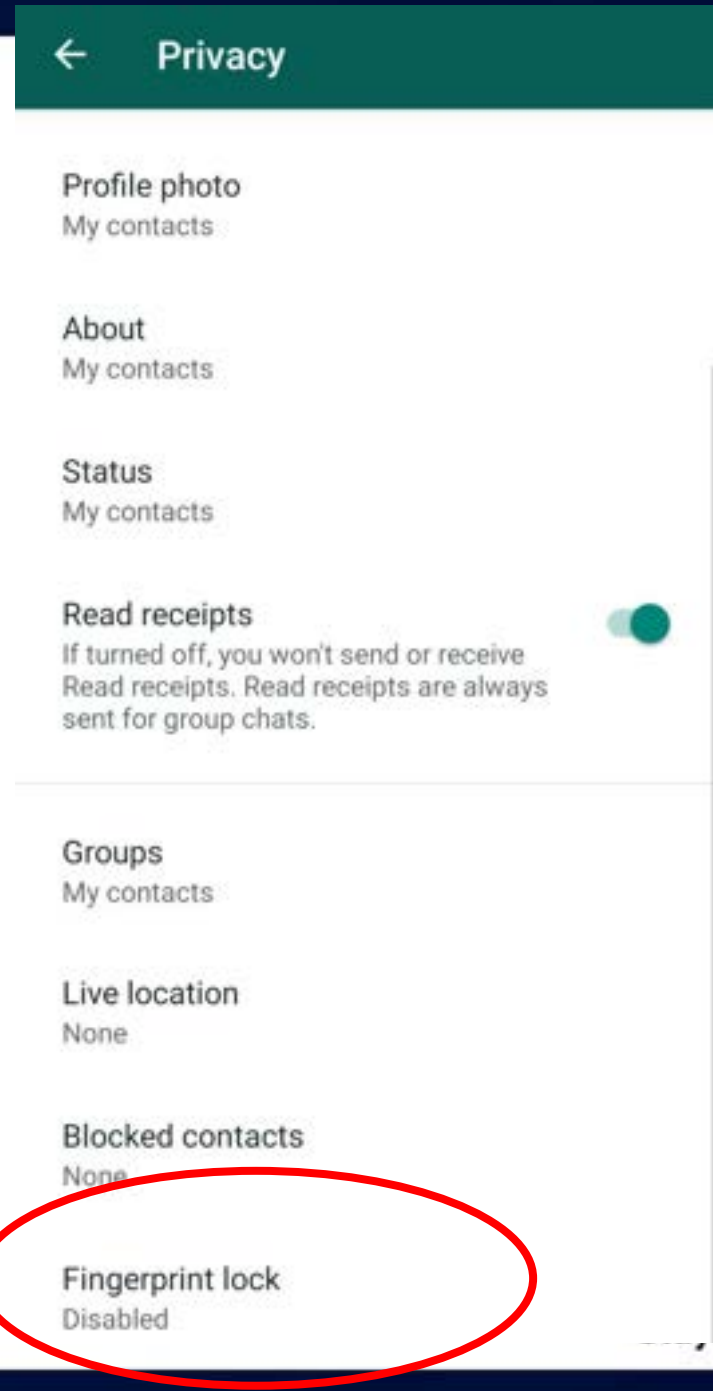 Privacy
Profile photo
My contacts
About
My contacts
Status
My contacts
Read receipts
If turned off, you won't send or receive
Read receipts. Read receipts are always
sent for group chats.
Groups
My contacts
Live location
None
Blocked contacts
None
Fingerprint lock
Disabled